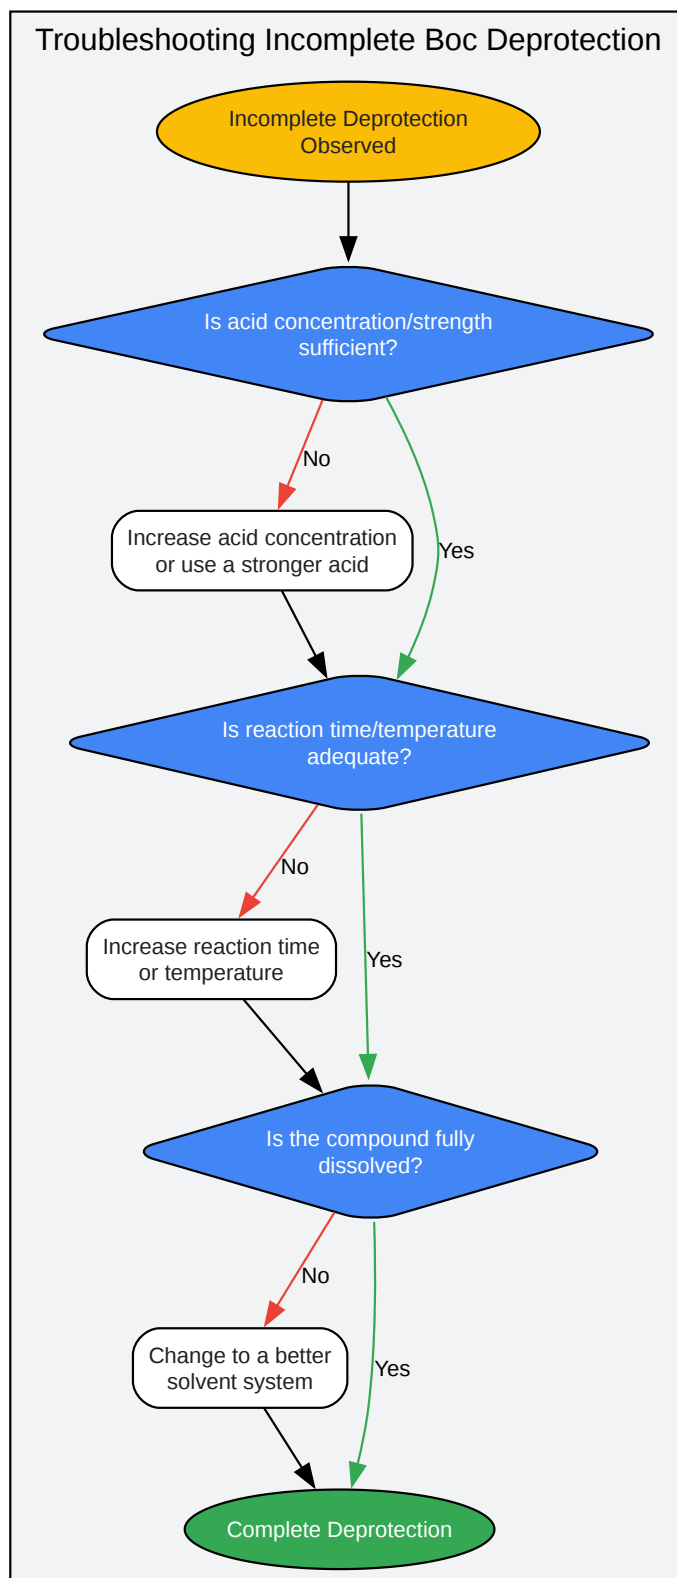 Troubleshooting Incomplete Boc Deprotection
Incomplete Deprotection
Observed
Is acid concentration/strength
sufficient?
No
Increase acid concentration
or use a stronger acid
Yes
Is reaction time/temperature
adequate?
No
Increase reaction time
or temperature
Yes
Is the compound fully
dissolved?
No
Change to a better
solvent system
Yes
Complete Deprotection